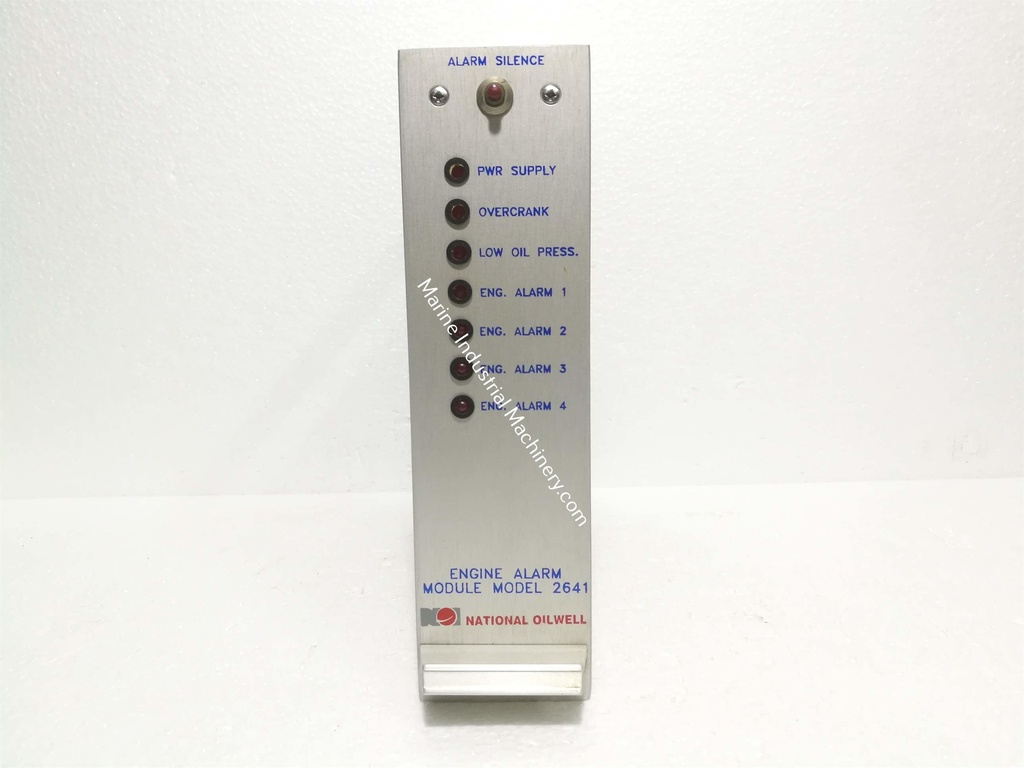 ALARM SILENCE
PWR SUPPLY
OVERCRANK
LOW OIL PRESS.
ENG. ALARM 1
ENG. ALARM 2
ENG. ALARM 3
ENG. ALARM 4
Marine.Industrial.Machinery.com
ENGINE ALARM
MODULE MODEL 2641
NOI NATIONAL OILWELL